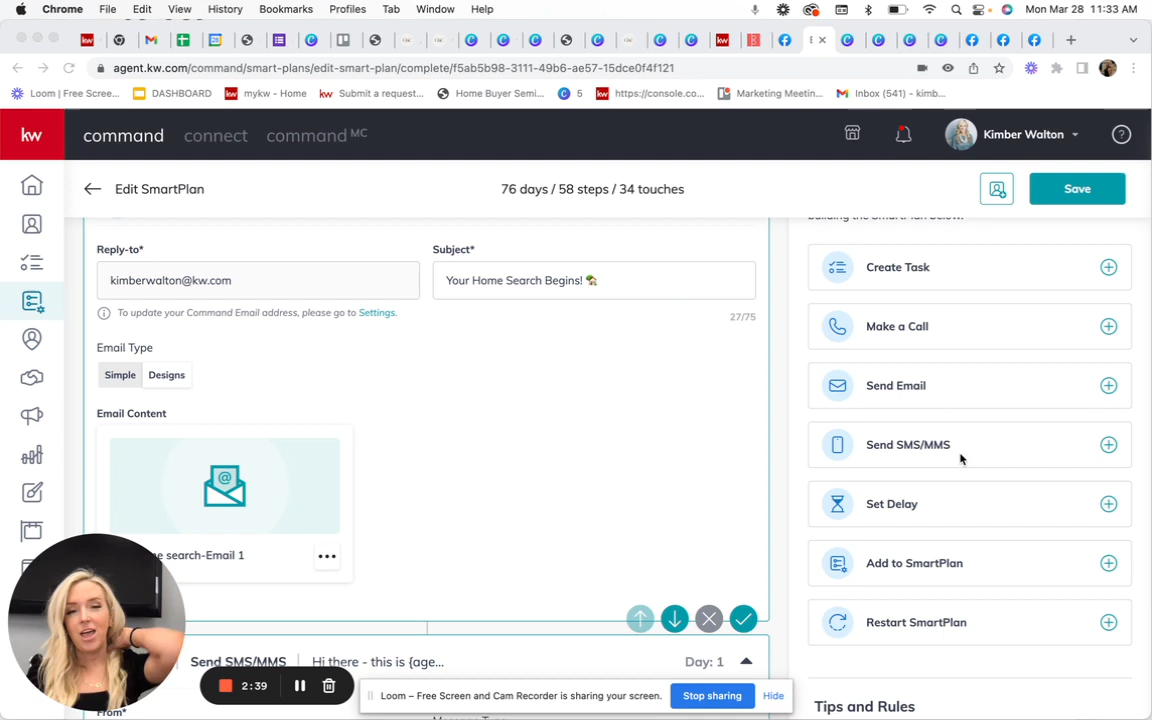 Chrome File Edit View History Bookmarks Profiles Tab Window Help Mon Mar 28 11:33 AM
agent.kw.com/command/smart-plans/edit-smart-plan/complete/f5ab5b98-3111-49b6-ae57-15dce0f4f121
Loom | Free Scree... DASHBOARD mykw - Home Submit a request... Home Buyer Semi... 5 https://console.co... Marketing Meetin... Inbox (541) - kimb...
kw command connect command MC Kimber Walton
Edit SmartPlan 76 days / 58 steps / 34 touches Save
building the SmartPlan below.
Reply-to* Subject*
kimberwalton@kw.com Your Home Search Begins! 🏡
To update your Command Email address, please go to Settings. 27/75
Email Type
Simple Designs
Email Content
e search-Email 1
Send SMS/MMS Hi there - this is {age... Day: 1
From*
Create Task
Make a Call
Send Email
Send SMS/MMS
Set Delay
Add to SmartPlan
Restart SmartPlan
Tips and Rules
2:39
Loom – Free Screen and Cam Recorder is sharing your screen. Stop sharing Hide